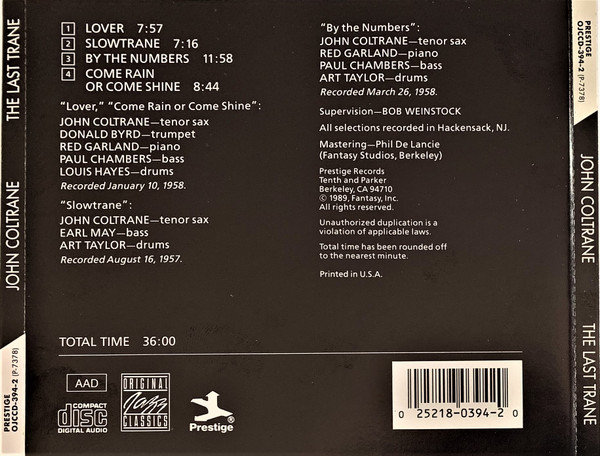 THE LAST TRANE
JOHN COLTRANE
PRESTIGE
OJCCD-394-2 (P-7378)
1 LOVER 7:57
2 SLOWTRANE 7:16
3 BY THE NUMBERS 11:58
4 COME RAIN
OR COME SHINE 8:44
"Lover," "Come Rain or Come Shine":
JOHN COLTRANE—tenor sax
DONALD BYRD—trumpet
RED GARLAND—piano
PAUL CHAMBERS—bass
LOUIS HAYES—drums
Recorded January 10, 1958.
"Slowtrane":
JOHN COLTRANE—tenor sax
EARL MAY—bass
ART TAYLOR—drums
Recorded August 16, 1957.
"By the Numbers":
JOHN COLTRANE—tenor sax
RED GARLAND—piano
PAUL CHAMBERS—bass
ART TAYLOR—drums
Recorded March 26, 1958.
Supervision—BOB WEINSTOCK
All selections recorded in Hackensack, NJ.
Mastering—Phil De Lancie
(Fantasy Studios, Berkeley)
Prestige Records
Tenth and Parker
Berkeley, CA 94710
© 1989, Fantasy, Inc.
All rights reserved.
Unauthorized duplication is a
violation of applicable laws.
Total time has been rounded off
to the nearest minute.
Printed in U.S.A.
TOTAL TIME 36:00
AAD
COMPACT
disc
DIGITAL AUDIO
ORIGINAL
Jazz
CLASSICS
Prestige®
0 25218-0394-2 0
PRESTIGE
OJCCD-394-2 (P-7378)
JOHN COLTRANE
THE LAST TRANE